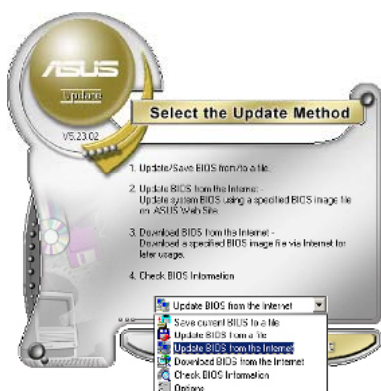 ASUS
Update
V5.23.02
Select the Update Method
1. Update/Save BIOS from/to a file.
2. Update BIOS from the Internet -
Update system BIOS using a specified BIOS image file
on ASUS Web Site.
3. Download BIOS from the Internet -
Download a specified BIOS image file via Internet for
later usage.
4. Check BIOS Information
Update BIOS from the Internet
Save current BIOS to a file
Update BIOS from a file
Update BIOS from the Internet
Download BIOS from the Internet
Check BIOS Information
Options